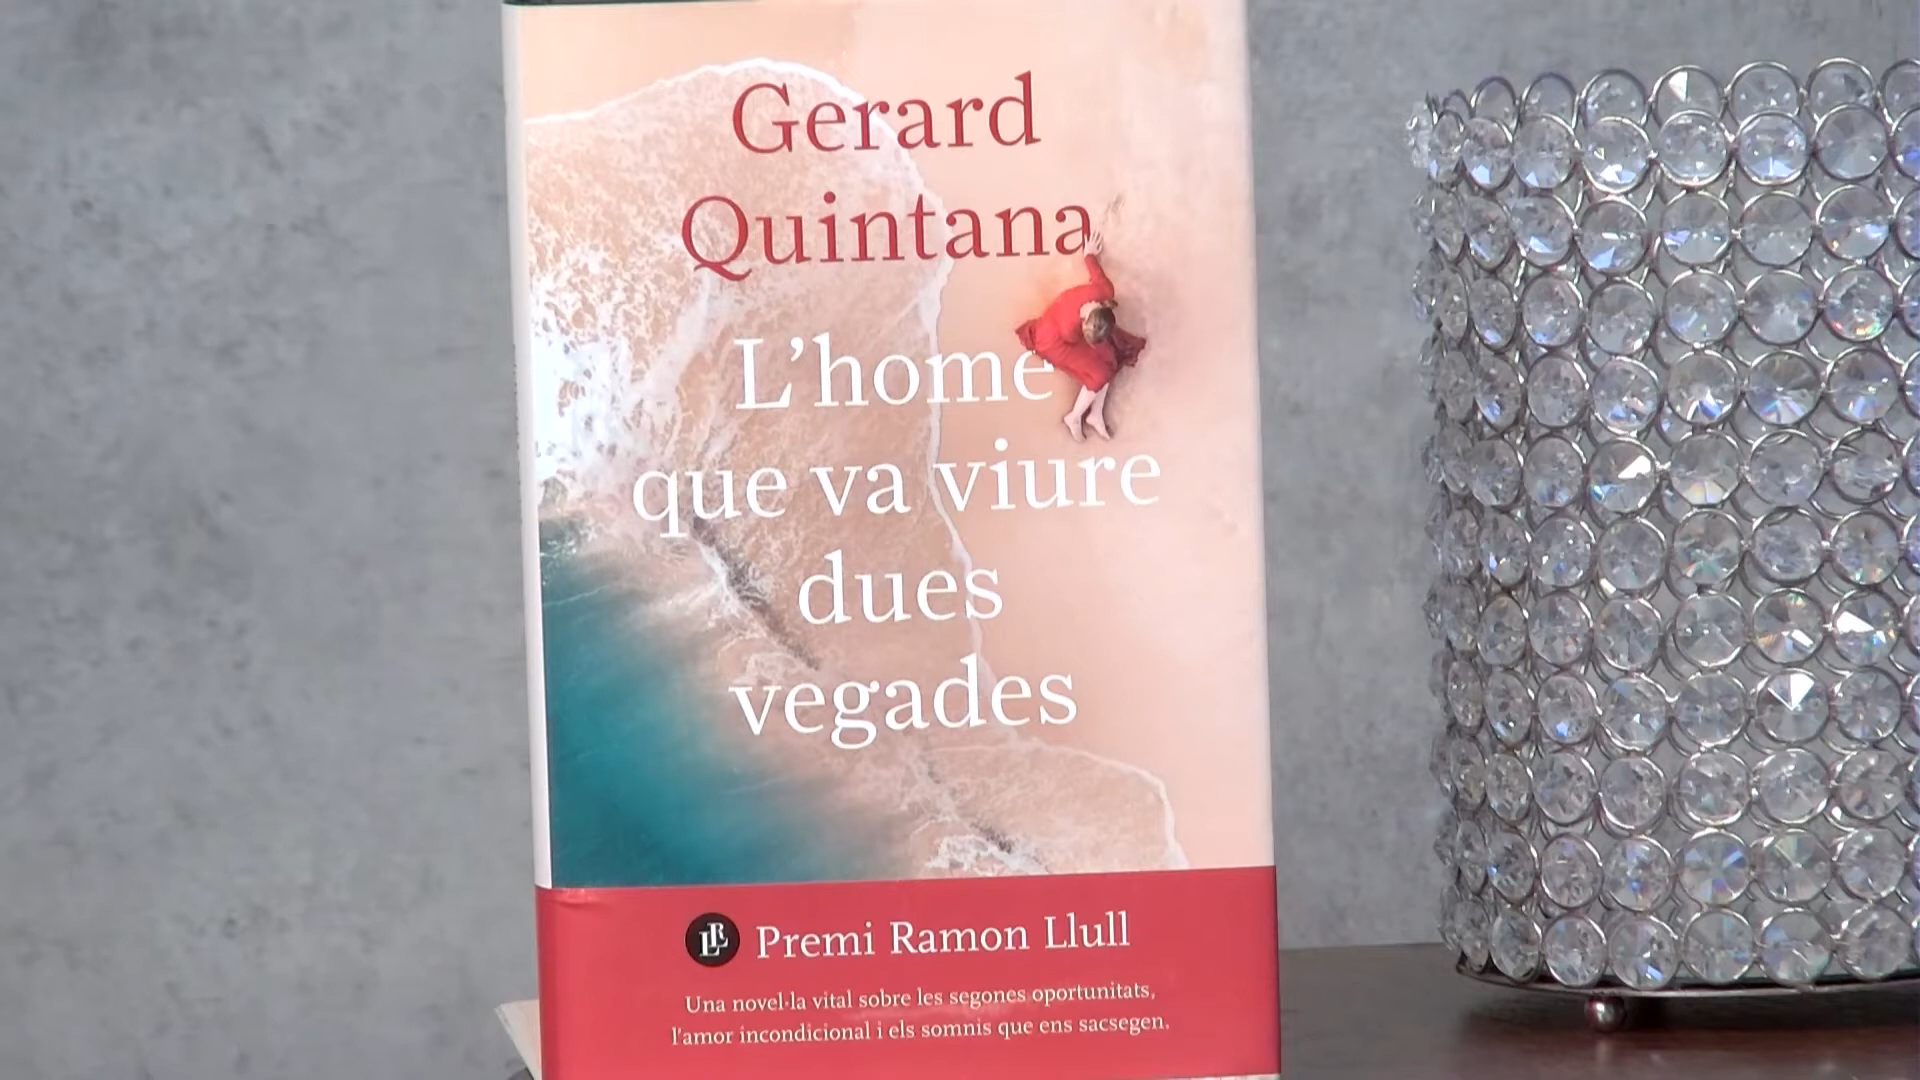 Gerard
Quintana
L'home
que va viure
dues
vegades
LR Premi Ramon Llull
Una novel·la vital sobre les segones oportunitats,
l'amor incondicional i els somnis que ens sacsegen.